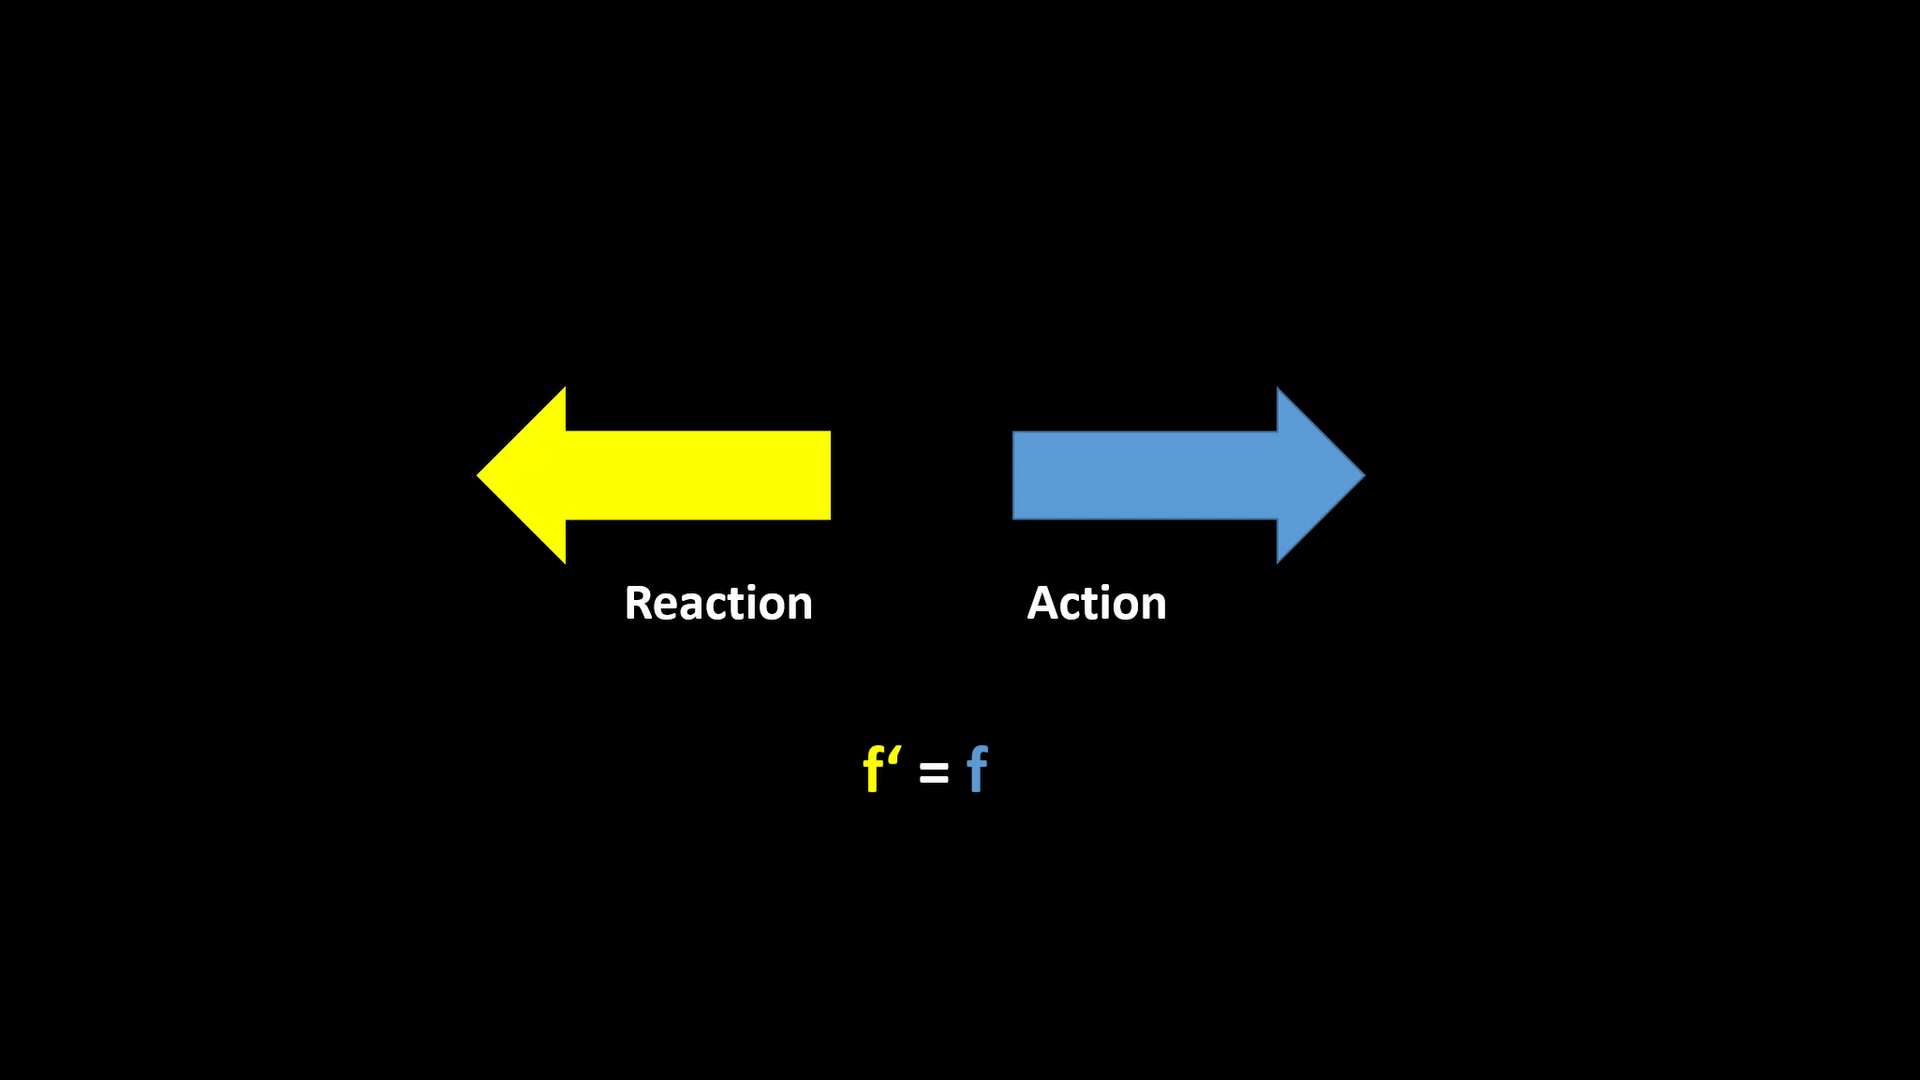 Reaction Action
f‘ = f